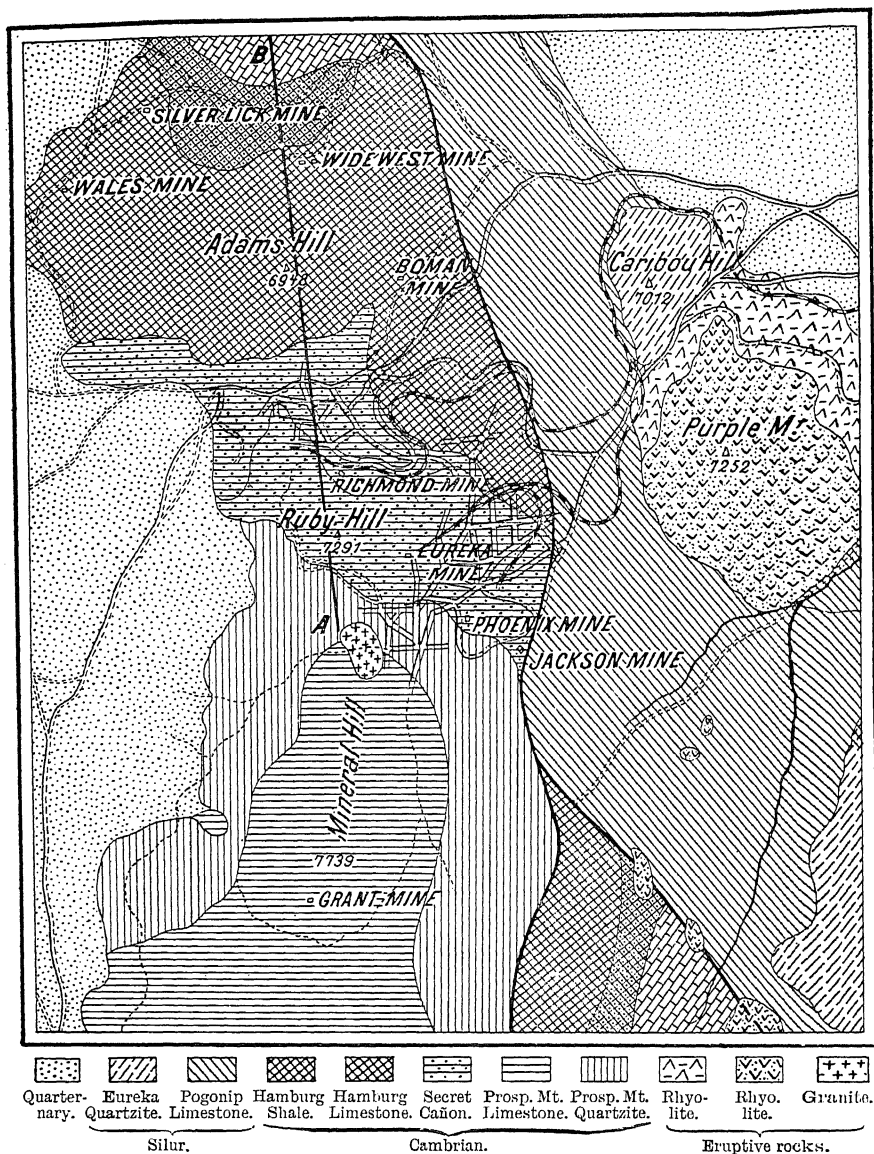 B
SILVER LICK MINE
WIDE WEST MINE
WALES MINE
Adams Hill
6918
BOMAN
MINE
Caribou Hill
7012
Purple Mt
7252
RICHMOND MINE
Ruby Hill
7291
EUREKA
MINE
A
PHOENIX MINE
JACKSON MINE
Mineral Hill
7739
GRANT MINE
Quarter- Eureka Pogonip Hamburg Hamburg Secret Prosp. Mt. Prosp. Mt. Rhyo- Rhyo. Granite.
nary. Quartzite. Limestone. Shale. Limestone. Cañon. Limestone. Quartzite. lite. lite.
Silur. Cambrian. Eruptive rocks.